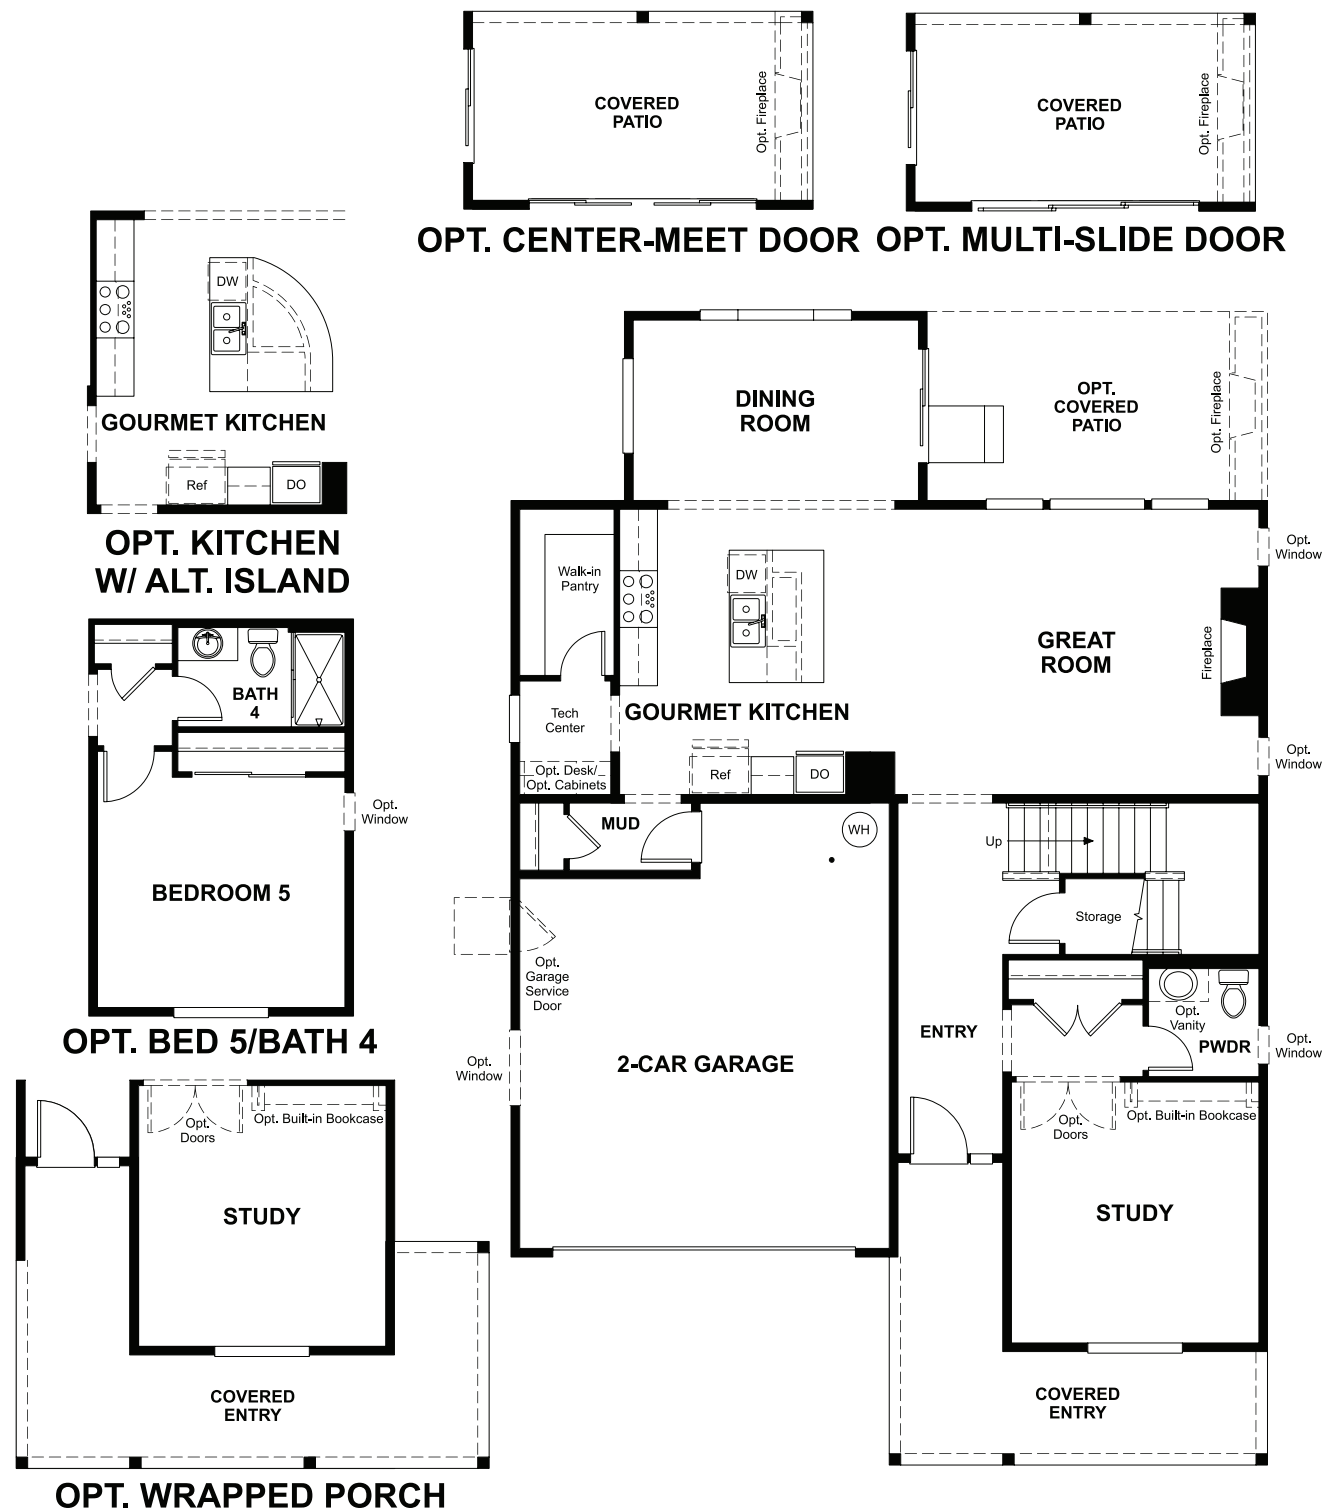 COVERED
PATIO
Opt. Fireplace
OPT. CENTER-MEET DOOR
COVERED
PATIO
Opt. Fireplace
OPT. MULTI-SLIDE DOOR
DW
GOURMET KITCHEN
Ref
DO
OPT. KITCHEN
W/ ALT. ISLAND
BATH
4
Opt.
Window
BEDROOM 5
OPT. BED 5/BATH 4
Opt.
Doors
Opt. Built-in Bookcase
STUDY
COVERED
ENTRY
OPT. WRAPPED PORCH
DINING
ROOM
OPT.
COVERED
PATIO
Opt. Fireplace
Opt.
Window
Walk-in
Pantry
DW
GREAT
ROOM
Fireplace
Tech
Center
GOURMET KITCHEN
Opt.
Window
Opt. Desk/
Opt. Cabinets
Ref
DO
MUD
WH
Up
Storage
Opt.
Garage
Service
Door
Opt.
Window
2-CAR GARAGE
ENTRY
Opt.
Vanity
PWDR
Opt.
Window
Opt.
Doors
Opt. Built-in Bookcase
STUDY
COVERED
ENTRY